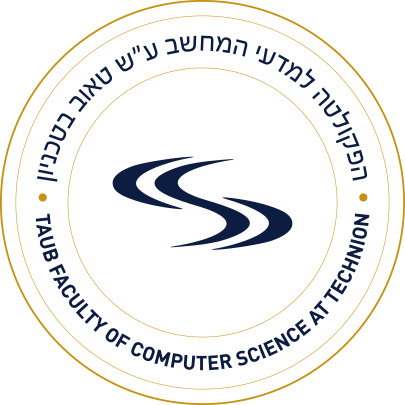 הפקולטה למדעי המחשב ע"ש טאוב בטכניון
TAUB FACULTY OF COMPUTER SCIENCE AT TECHNION